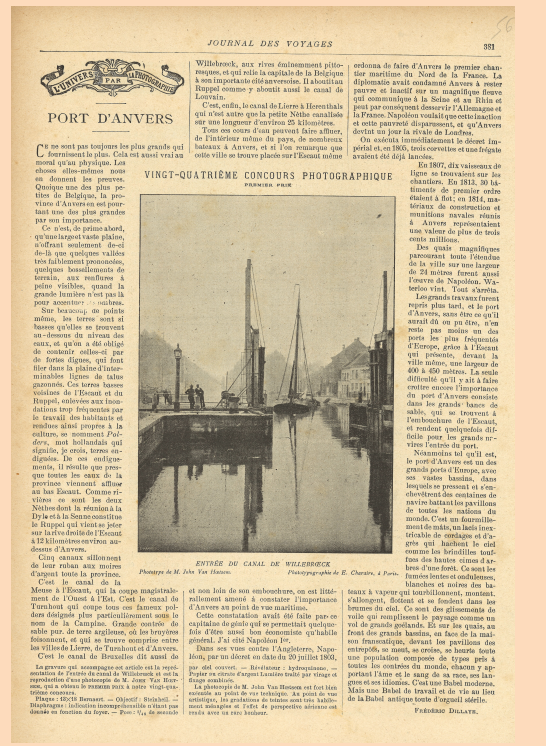 JOURNAL DES VOYAGES
381
L'UNIVERS
PAR
LA PHOTOGRAPHIE
PORT D'ANVERS
Ce ne sont pas toujours les plus grands qui
fournissent le plus. Cela est aussi vrai au
moral qu'au physique. Les
choses elles-mêmes nous
en donnent les preuves.
Quoique une des plus pe-
tites de Belgique, la pro-
vince d'Anvers en est pour-
tant une des plus grandes
par son importance.
Ce n'est, de prime abord,
qu'une large et vaste plaine,
n'offrant seulement de-ci
de-là que quelques vallées
très faiblement prononcées,
quelques bossellements de
terrain, aux renflures à
peine visibles, quand la
grande lumière n'est pas là
pour accentuer ombres.
Sur beaucoup de points
même, les terres sont si
basses qu'elles se trouvent
au-dessous du niveau des
eaux, et qu'on a été obligé
de contenir celles-ci par
de fortes digues, qui font
filer dans la plaine d'inter-
minables lignes de talus
gazonnés. Ces terres basses
voisines de l'Escaut et du
Ruppel, enlevées aux inon-
dations trop fréquentes par
le travail des habitants et
rendues ainsi propres à la
culture, se nomment Pol-
ders, mot hollandais qui
signifie, je crois, terres en-
diguées. De ces endigue-
ments, il résulte que pres-
que toutes les eaux de la
province viennent affluer
au bas Escaut. Comme ri-
vières ce sont les deux
Nèthes dont la réunion à la
Dyle et à la Senne constitue
le Ruppel qui vient se jeter
sur la rive droite de l'Escaut
à 12 kilomètres environ au-
dessus d'Anvers.
Cinq canaux sillonnent
de leur ruban aux moires
d'argent toute la province.
C'est le canal de la
Meuse à l'Escaut, qui la coupe magistrale-
ment de l'Ouest à l'Est. C'est le canal de
Turnhout qui coupe tous ces fameux pol-
ders désignés plus particulièrement sous le
nom de la Campine. Grande contrée de
sable pur, de terre argileuse, où les bruyères
foisonnent, et qui se trouve comprise entre
les villes de Lierre, de Turnhout et d'Anvers.
C'est le canal de Bruxelles dit aussi de
Willebrœck, aux rives éminemment pitto-
resques, et qui relie la capitale de la Belgique
à son importante cité anversoise. Il aboutit au
Ruppel comme y aboutit aussi le canal de
Louvain.
C'est, enfin, le canal de Lierre à Herenthals
qui n'est autre que la petite Nèthe canalisée
sur une longueur d'environ 25 kilomètres.
Tous ces cours d'eau peuvent faire affluer,
de l'intérieur même du pays, de nombreux
bateaux à Anvers, et si l'on remarque que
cette ville se trouve placée sur l'Escaut même
VINGT-QUATRIÈME CONCOURS PHOTOGRAPHIQUE
PREMIER PRIX
ENTRÉE DU CANAL DE WILLEBRŒCK
Phototype de M. John Van Hoetsem.
Phototypographie de E. Charaire, à Paris.
et non loin de son embouchure, on est litté-
rallement amené à constater l'importance
d'Anvers au point de vue maritime.
Cette constatation avait été faite par ce
capitaine de génie qui se permettait quelque-
fois d'être aussi bon économiste qu'habile
général. J'ai cité Napoléon Ier.
Dans ses vues contre l'Angleterre, Napo-
léon, par un décret en date du 20 juillet 1803,
ordonna de faire d'Anvers le premier chan-
tier maritime du Nord de la France. La
diplomatie avait condamné Anvers à rester
pauvre et inactif sur un magnifique fleuve
qui communique à la Seine et au Rhin et
peut par conséquent desservir l'Allemagne et
la France. Napoléon voulait que cette inaction
et cette pauvreté disparussent, et qu'Anvers
devînt un jour la rivale de Londres.
On exécuta immédiatement le décret im-
périal et, en 1805, trois corvettes et une frégate
avaient été déjà lancées.
En 1807, dix vaisseaux de
ligne se trouvaient sur les
chantiers. En 1813, 30 bâ-
timents de premier ordre
étaient à flot; en 1814, ma-
tériaux de construction et
munitions navales réunis
à Anvers représentaient
une valeur de plus de trois
cents millions.
Des quais magnifiques
parcourant toute l'étendue
de la ville sur une largeur
de 24 mètres furent aussi
l'œuvre de Napoléon. Wa-
terloo vint. Tout s'arrêta.
Les grands travaux furent
repris plus tard, et le port
d'Anvers, sans être ce qu'il
aurait dû ou pu être, n'en
reste pas moins un des
ports les plus fréquentés
d'Europe, grâce à l'Escaut
qui présente, devant la
ville même, une largeur de
400 à 450 mètres. La seule
difficulté qu'il y ait à faire
croître encore l'importance
du port d'Anvers consiste
dans les grands bancs de
sable, qui se trouvent à
l'embouchure de l'Escaut,
et rendent quelquefois dif-
ficile pour les grands na-
vires l'entrée du port.
Néanmoins tel qu'il est,
le port d'Anvers est un des
grands ports d'Europe, avec
ses vastes bassins, dans
lesquels se pressent et s'en-
chevêtrent des centaines de
navire battant les pavillons
de toutes les nations du
monde. C'est un fourmille-
ment de mâts, un lacis inex-
tricable de cordages et d'a-
grès qui hachent le ciel
comme les brindilles touf-
fues des hautes cimes d'ar-
bres d'une forêt. Ce sont les
fumées lentes et onduleuses,
blanches et noires des ba-
teaux à vapeur qui tourbillonnent, montent,
s'allongent, flottent et se fondent dans les
brumes du ciel. Ce sont des glissements de
voile qui remplissent le paysage comme un
vol de grands goélands. Et sur les quais, au
front des grands bassins, en face de la mai-
son hanséatique, devant les pavillons des
entrepôts, se meut, se croise, se heurte toute
une population composée de types pris à
toutes les contrées du monde, chacun y ap-
portant l'âme et le sang de sa race, ses lan-
gues et ses idiomes. C'est une Babel moderne.
Mais une Babel de travail et de vie au lieu
de la Babel antique d'orgueil stérile.
FRÉDÉRIC DILLAYE.
La gravure qui accompagne cet article est la repré-
sentation de l'entrée du canal de Willebrœck et est la
reproduction d'une phototype de M. John Van Hoet-
sem, qui a obtenu le PREMIER PRIX à notre vingt-qua-
trième concours.
Plaque : 13×18 Bernaert. — Objectif : Steinheil. —
Diaphragme : indication incompréhensible n'étant pas
donnée en fonction du foyer. — Pose : 1/10 de seconde
par ciel couvert. — Révélateur : hydroquinone. —
Papier au citrate d'argent Lumière traité par virage et
fixage combinés.
La photocopie de M. John Van Hoetsem est fort bien
exécutée au point de vue technique. Au point de vue
artistique, les gradations de teintes sont très habile-
ment ménagées et l'effet de perspective aérienne est
rendu avec un rare bonheur.